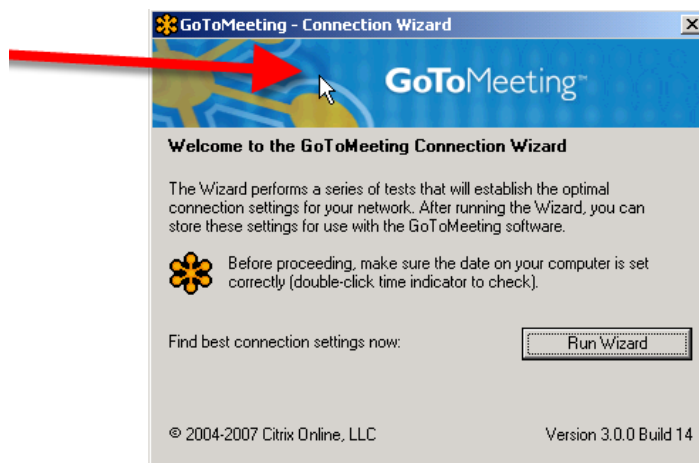 GoToMeeting - Connection Wizard
GoToMeeting™
Welcome to the GoToMeeting Connection Wizard
The Wizard performs a series of tests that will establish the optimal
connection settings for your network. After running the Wizard, you can
store these settings for use with the GoToMeeting software.
Before proceeding, make sure the date on your computer is set
correctly (double-click time indicator to check).
Find best connection settings now:
Run Wizard
© 2004-2007 Citrix Online, LLC
Version 3.0.0 Build 14